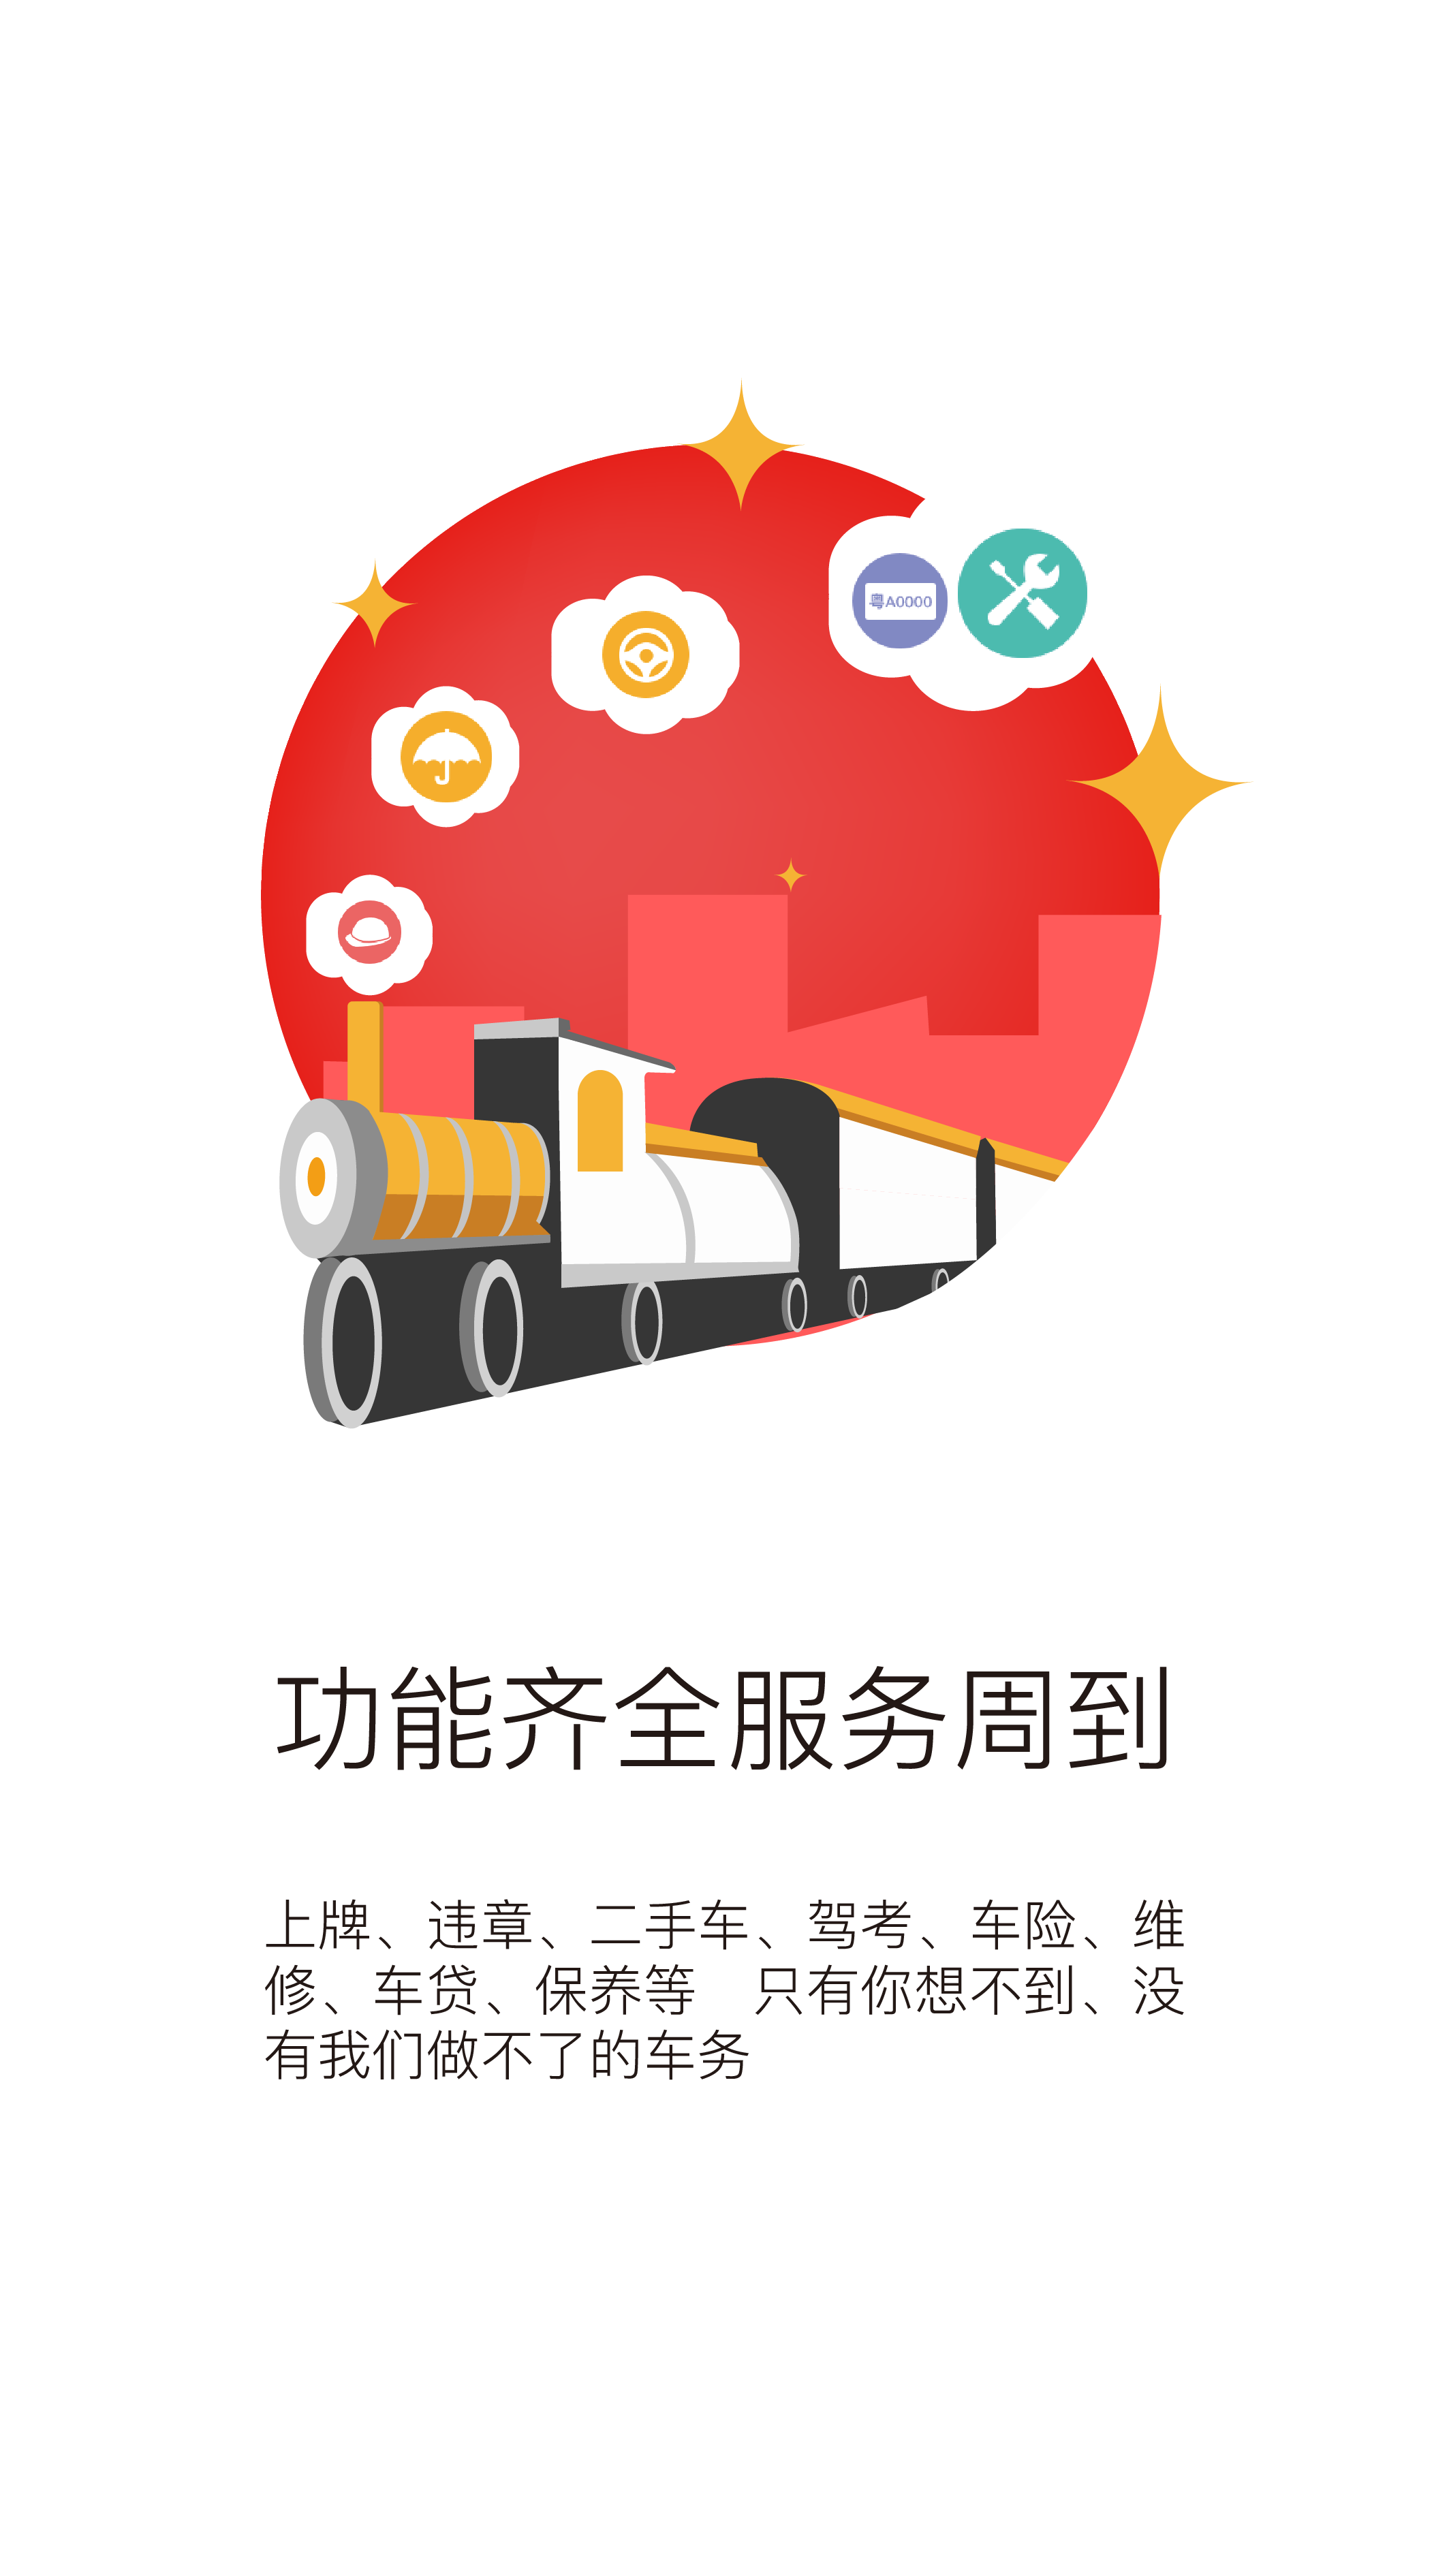 粤A0000
功能齐全服务周到
上牌、违章、二手车、驾考、车险、维
修、车贷、保养等　只有你想不到、没
有我们做不了的车务